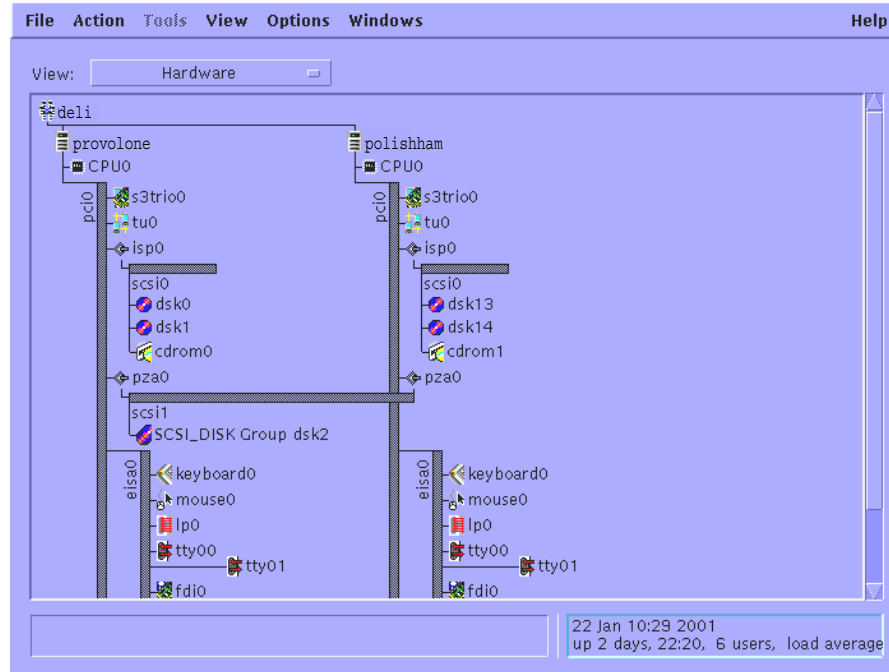 File Action Tools View Options Windows Help
View: Hardware
deli
provolone polishham
CPU0 CPU0
pci0 pci0
s3trio0 s3trio0
tu0 tu0
isp0 isp0
scsi0 scsi0
dsk0 dsk13
dsk1 dsk14
cdrom0 cdrom1
pza0 pza0
scsi1
SCSI_DISK Group dsk2
eisa0 eisa0
keyboard0 keyboard0
mouse0 mouse0
lp0 lp0
tty00 tty00
tty01 tty01
fdi0 fdi0
22 Jan 10:29 2001
up 2 days, 22:20, 6 users, load average